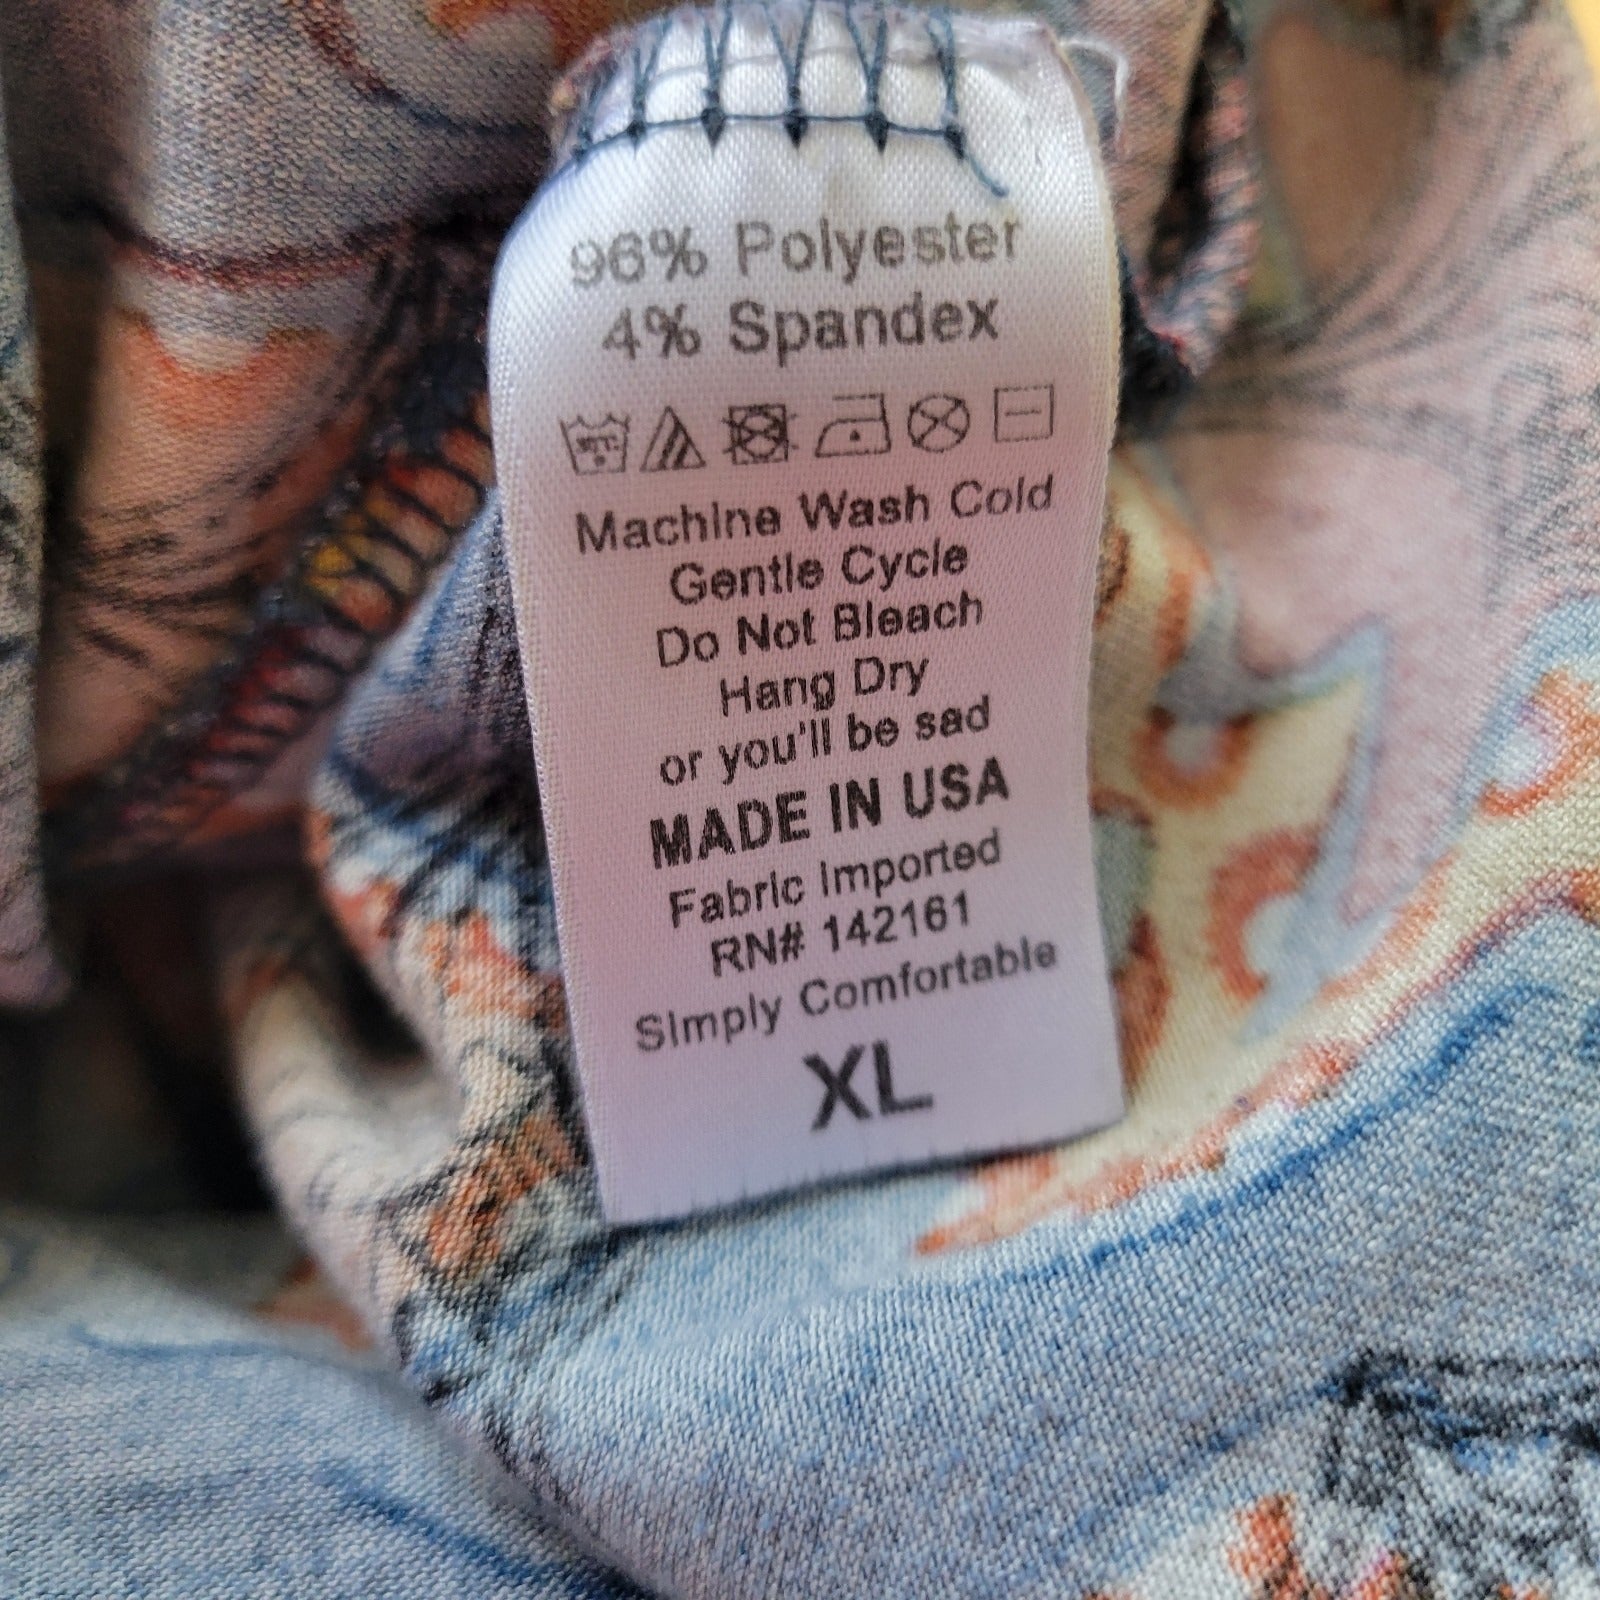 96% Polyester
4% Spandex
Machine Wash Cold
Gentle Cycle
Do Not Bleach
Hang Dry
or you'll be sad
MADE IN USA
Fabric Imported
RN# 142161
Simply Comfortable
XL